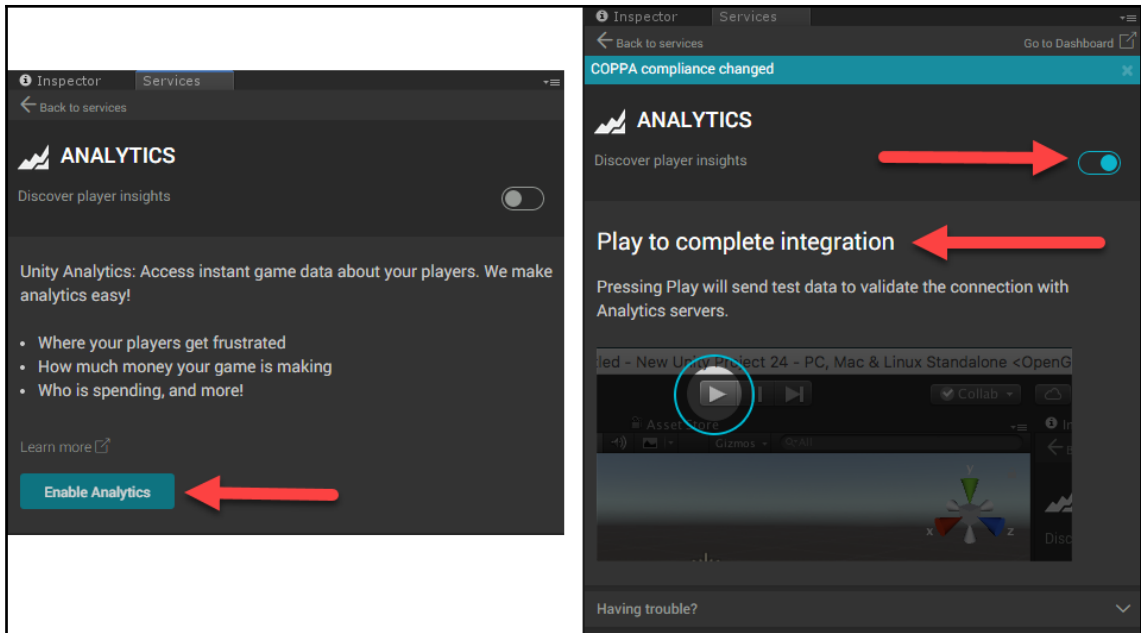 Inspector
Services
Back to services
ANALYTICS
Discover player insights
Unity Analytics: Access instant game data about your players. We make
analytics easy!
• Where your players get frustrated
• How much money your game is making
• Who is spending, and more!
Learn more
Enable Analytics
Inspector
Services
Back to services
Go to Dashboard
COPPA compliance changed
ANALYTICS
Discover player insights
Play to complete integration
Pressing Play will send test data to validate the connection with
Analytics servers.
tled - New Unity Project 24 - PC, Mac & Linux Standalone <OpenG
Collab
Asset Store
Gizmos
All
y
x
z
Disc
Having trouble?